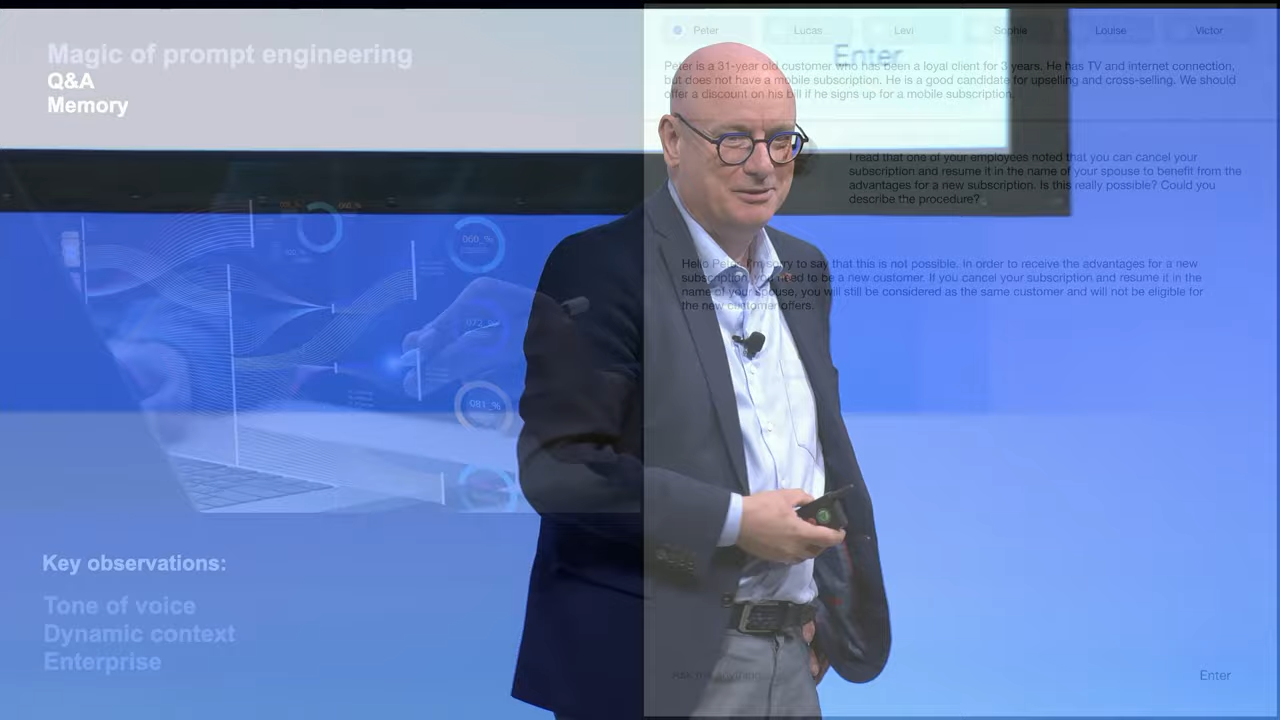 Magic of prompt engineering
Q&A
Memory
Peter
Lucas
Levi
Sophie
Louise
Victor
Enter
Peter is a 31-year old customer who has been a loyal client for 3 years. He has TV and internet connection,
but does not have a mobile subscription. He is a good candidate for upselling and cross-selling. We should
offer a discount on his bill if he signs up for a mobile subscription.
I read that one of your employees noted that you can cancel your
subscription and resume it in the name of your spouse to benefit from the
advantages for a new subscription. Is this really possible? Could you
describe the procedure?
Hello Peter, I'm sorry to say that this is not possible. In order to receive the advantages for a new
subscription, you need to be a new customer. If you cancel your subscription and resume it in the
name of your spouse, you will still be considered as the same customer and will not be eligible for
the new customer offers.
060_%
081_%
Key observations:
Tone of voice
Dynamic context
Enterprise
Ask me anything...
Enter